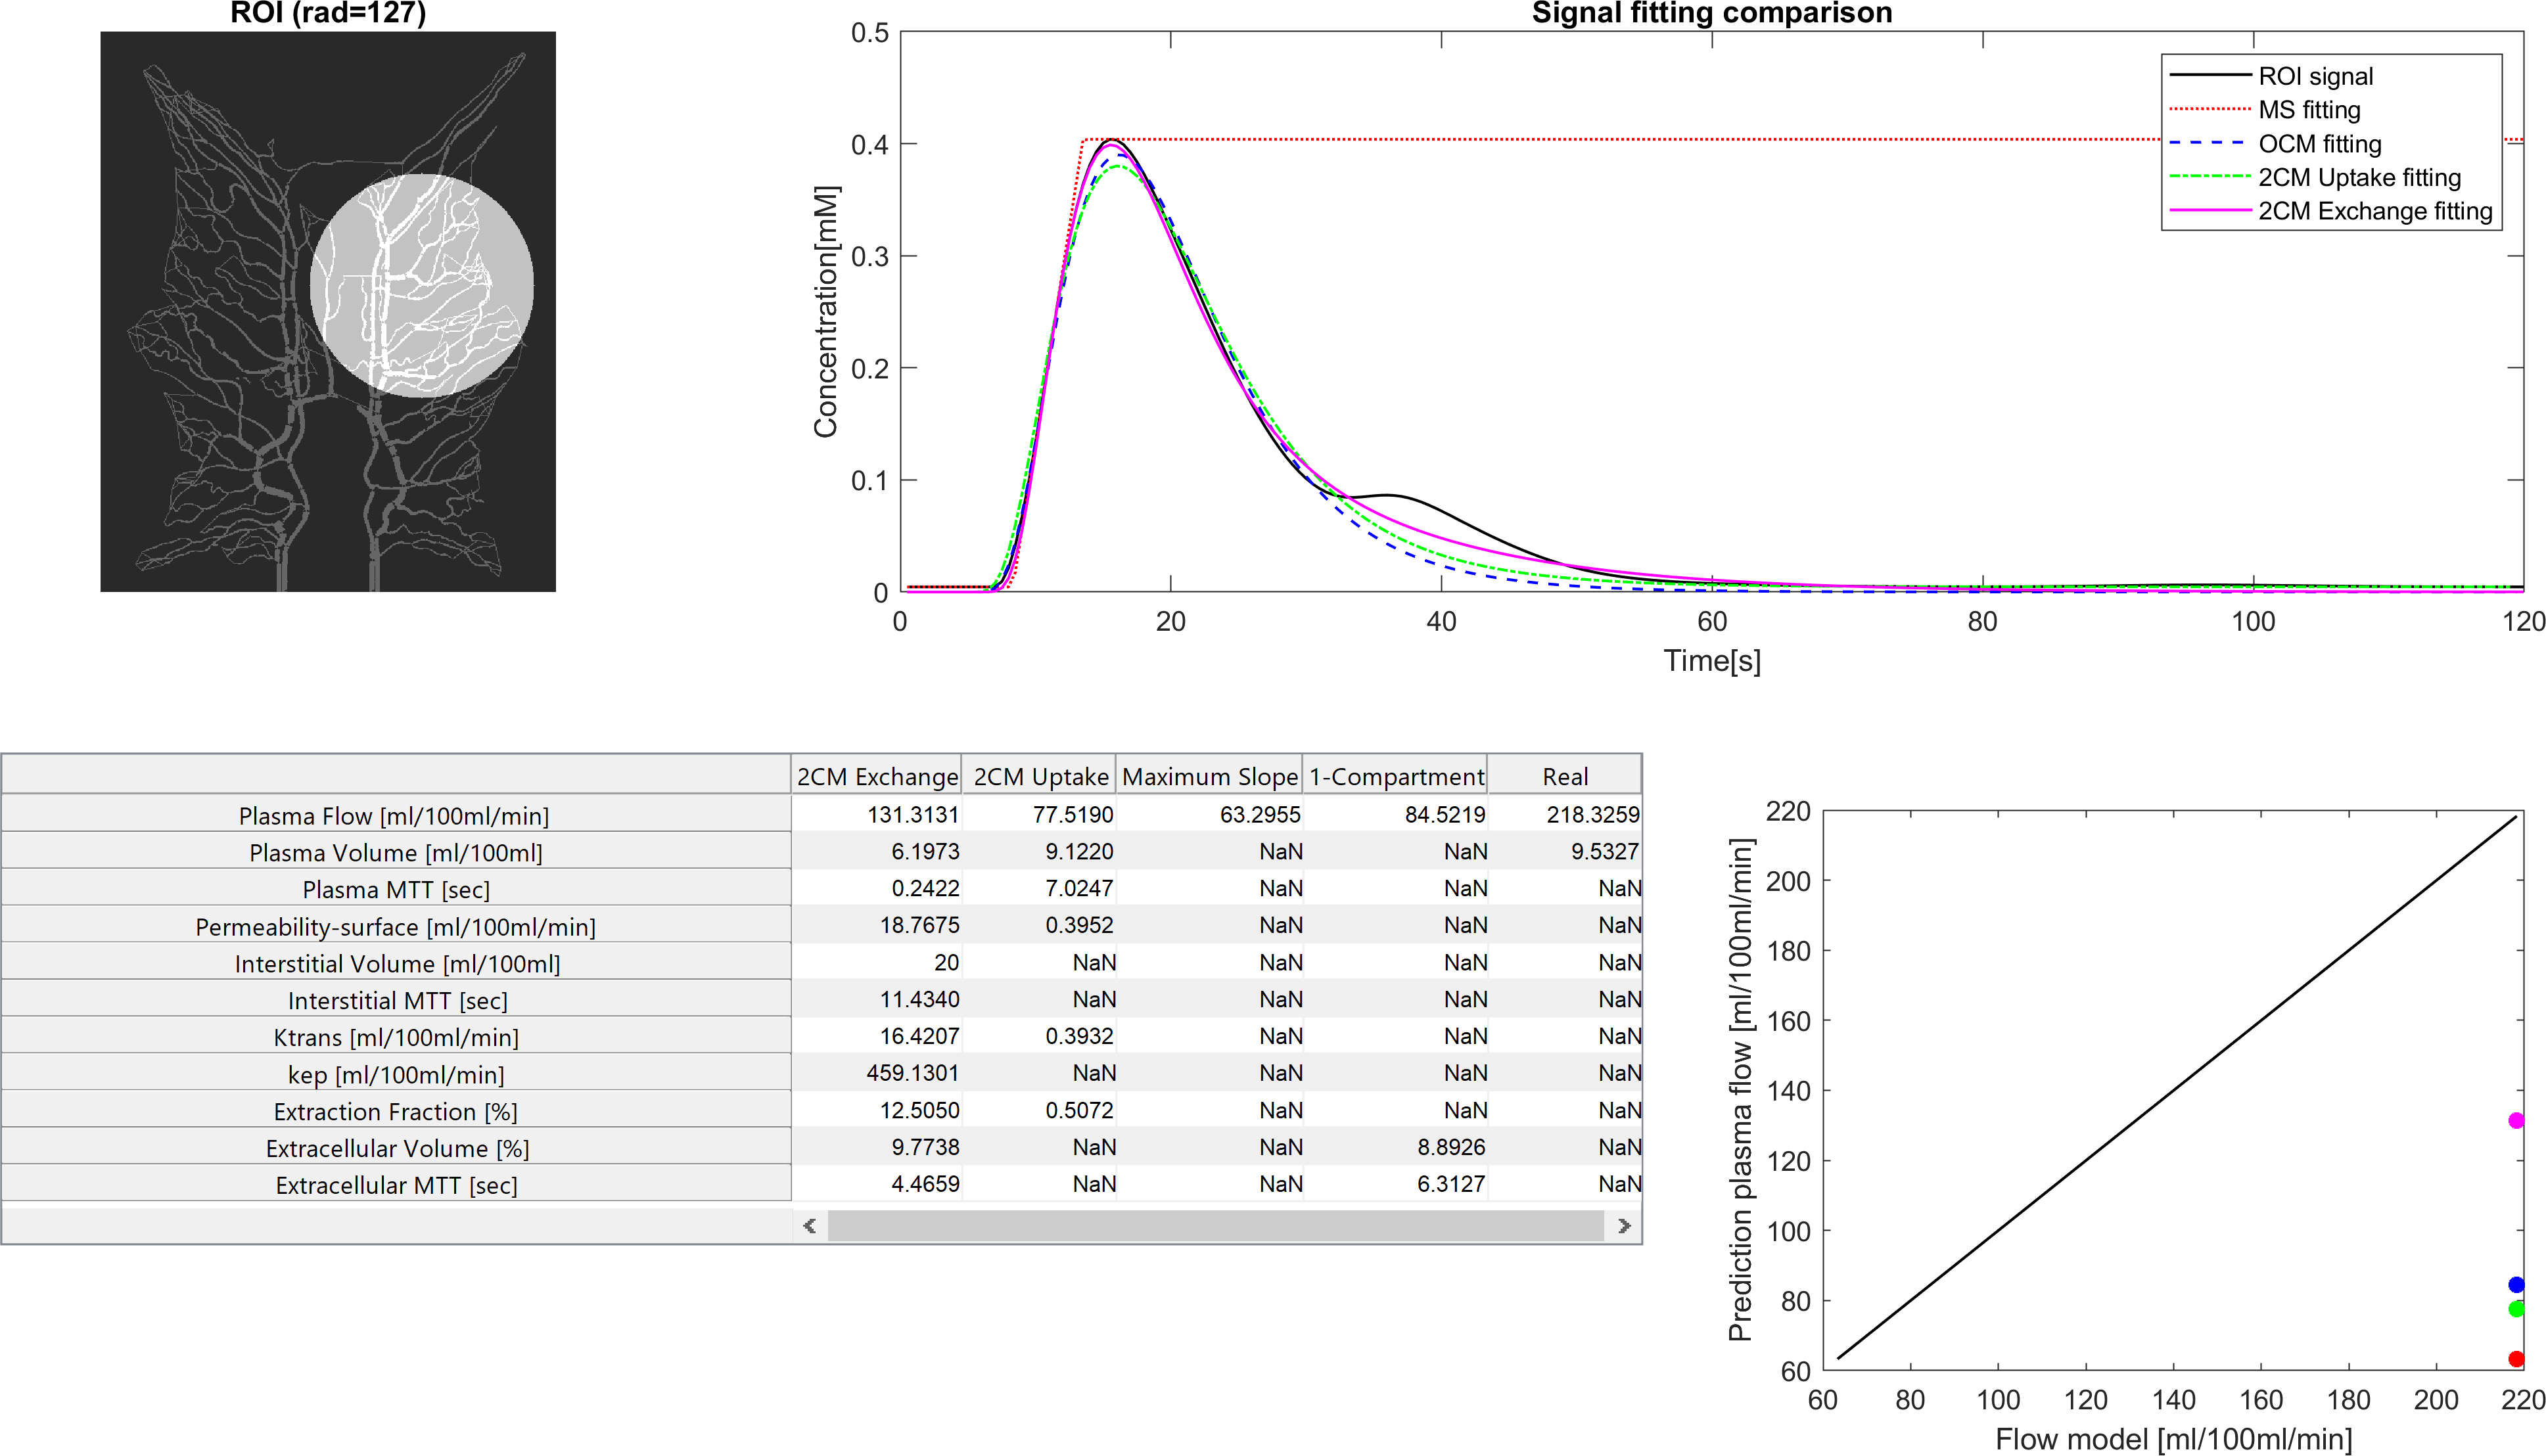 ROI (rad=127)
Signal fitting comparison
0.5
0.4
0.3
0.2
0.1
0
Concentration[mM]
0 20 40 60 80 100 120
Time[s]
ROI signal
MS fitting
OCM fitting
2CM Uptake fitting
2CM Exchange fitting
2CM Exchange 2CM Uptake Maximum Slope 1-Compartment Real
Plasma Flow [ml/100ml/min] 131.3131 77.5190 63.2955 84.5219 218.3259
Plasma Volume [ml/100ml] 6.1973 9.1220 NaN NaN 9.5327
Plasma MTT [sec] 0.2422 7.0247 NaN NaN NaN
Permeability-surface [ml/100ml/min] 18.7675 0.3952 NaN NaN NaN
Interstitial Volume [ml/100ml] 20 NaN NaN NaN NaN
Interstitial MTT [sec] 11.4340 NaN NaN NaN NaN
Ktrans [ml/100ml/min] 16.4207 0.3932 NaN NaN NaN
kep [ml/100ml/min] 459.1301 NaN NaN NaN NaN
Extraction Fraction [%] 12.5050 0.5072 NaN NaN NaN
Extracellular Volume [%] 9.7738 NaN NaN 8.8926 NaN
Extracellular MTT [sec] 4.4659 NaN NaN 6.3127 NaN
220
200
180
160
140
120
100
80
60
Prediction plasma flow [ml/100ml/min]
60 80 100 120 140 160 180 200 220
Flow model [ml/100ml/min]